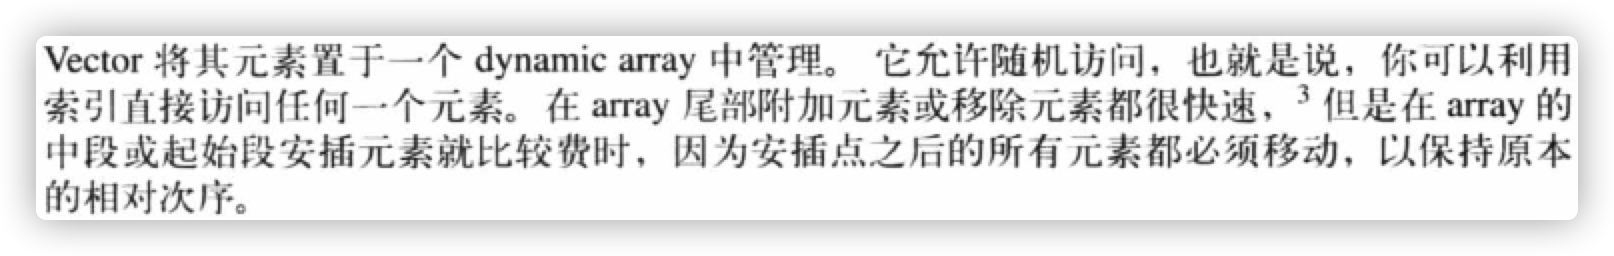 Vector 将其元素置于一个 dynamic array 中管理。 它允许随机访问，也就是说，你可以利用
索引直接访问任何一个元素。在 array 尾部附加元素或移除元素都很快速，³ 但是在 array 的
中段或起始段安插元素就比较费时，因为安插点之后的所有元素都必须移动，以保持原本
的相对次序。